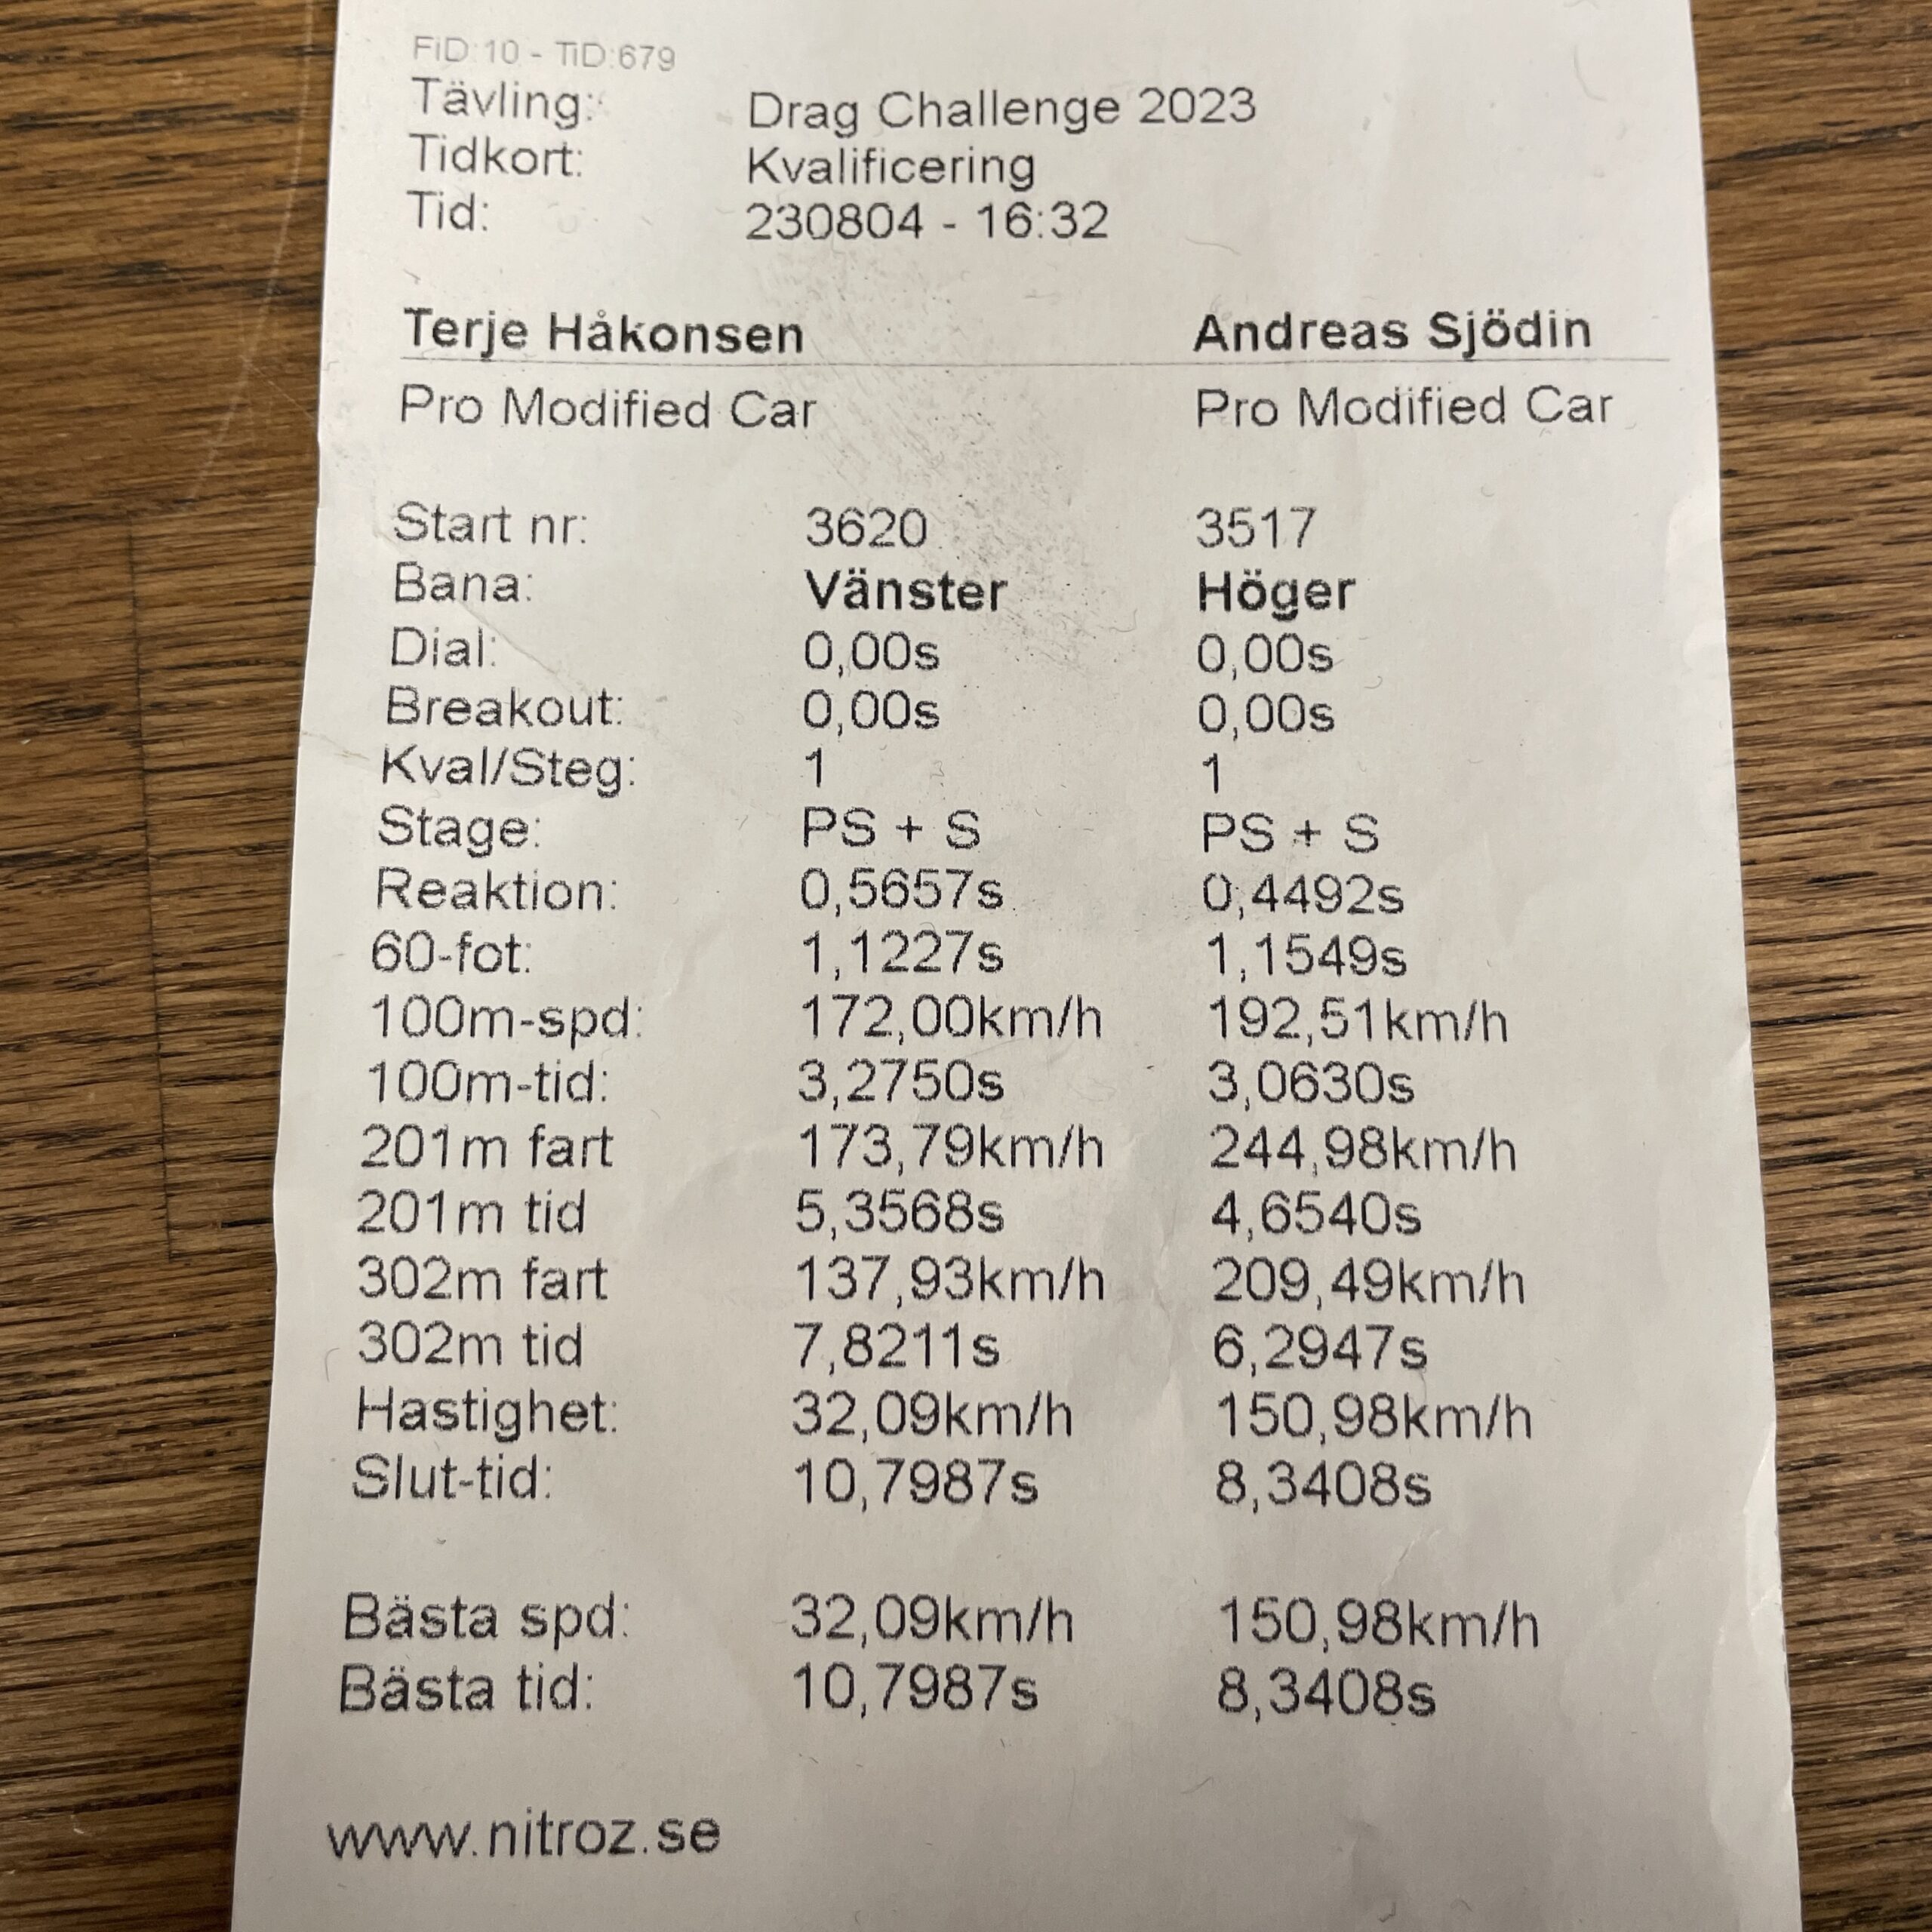 FiD:10 - TiD:679
Tävling: Drag Challenge 2023
Tidkort: Kvalificering
Tid: 230804 - 16:32
Terje Håkonsen Andreas Sjödin
Pro Modified Car Pro Modified Car
Start nr: 3620 3517
Bana: Vänster Höger
Dial: 0,00s 0,00s
Breakout: 0,00s 0,00s
Kval/Steg: 1 1
Stage: PS + S PS + S
Reaktion: 0,5657s 0,4492s
60-fot: 1,1227s 1,1549s
100m-spd: 172,00km/h 192,51km/h
100m-tid: 3,2750s 3,0630s
201m fart 173,79km/h 244,98km/h
201m tid 5,3568s 4,6540s
302m fart 137,93km/h 209,49km/h
302m tid 7,8211s 6,2947s
Hastighet: 32,09km/h 150,98km/h
Slut-tid: 10,7987s 8,3408s
Bästa spd: 32,09km/h 150,98km/h
Bästa tid: 10,7987s 8,3408s
www.nitroz.se